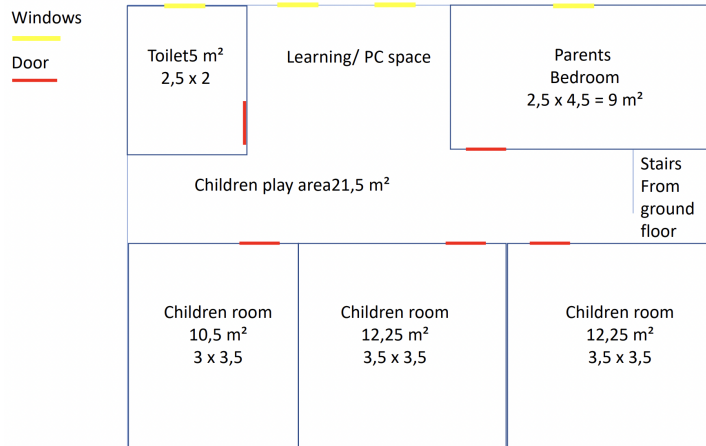 Windows
Door
Toilet5 m²
2,5 x 2
Learning/ PC space
Parents
Bedroom
2,5 x 4,5 = 9 m²
Children play area21,5 m²
Stairs
From
ground
floor
Children room
10,5 m²
3 x 3,5
Children room
12,25 m²
3,5 x 3,5
Children room
12,25 m²
3,5 x 3,5